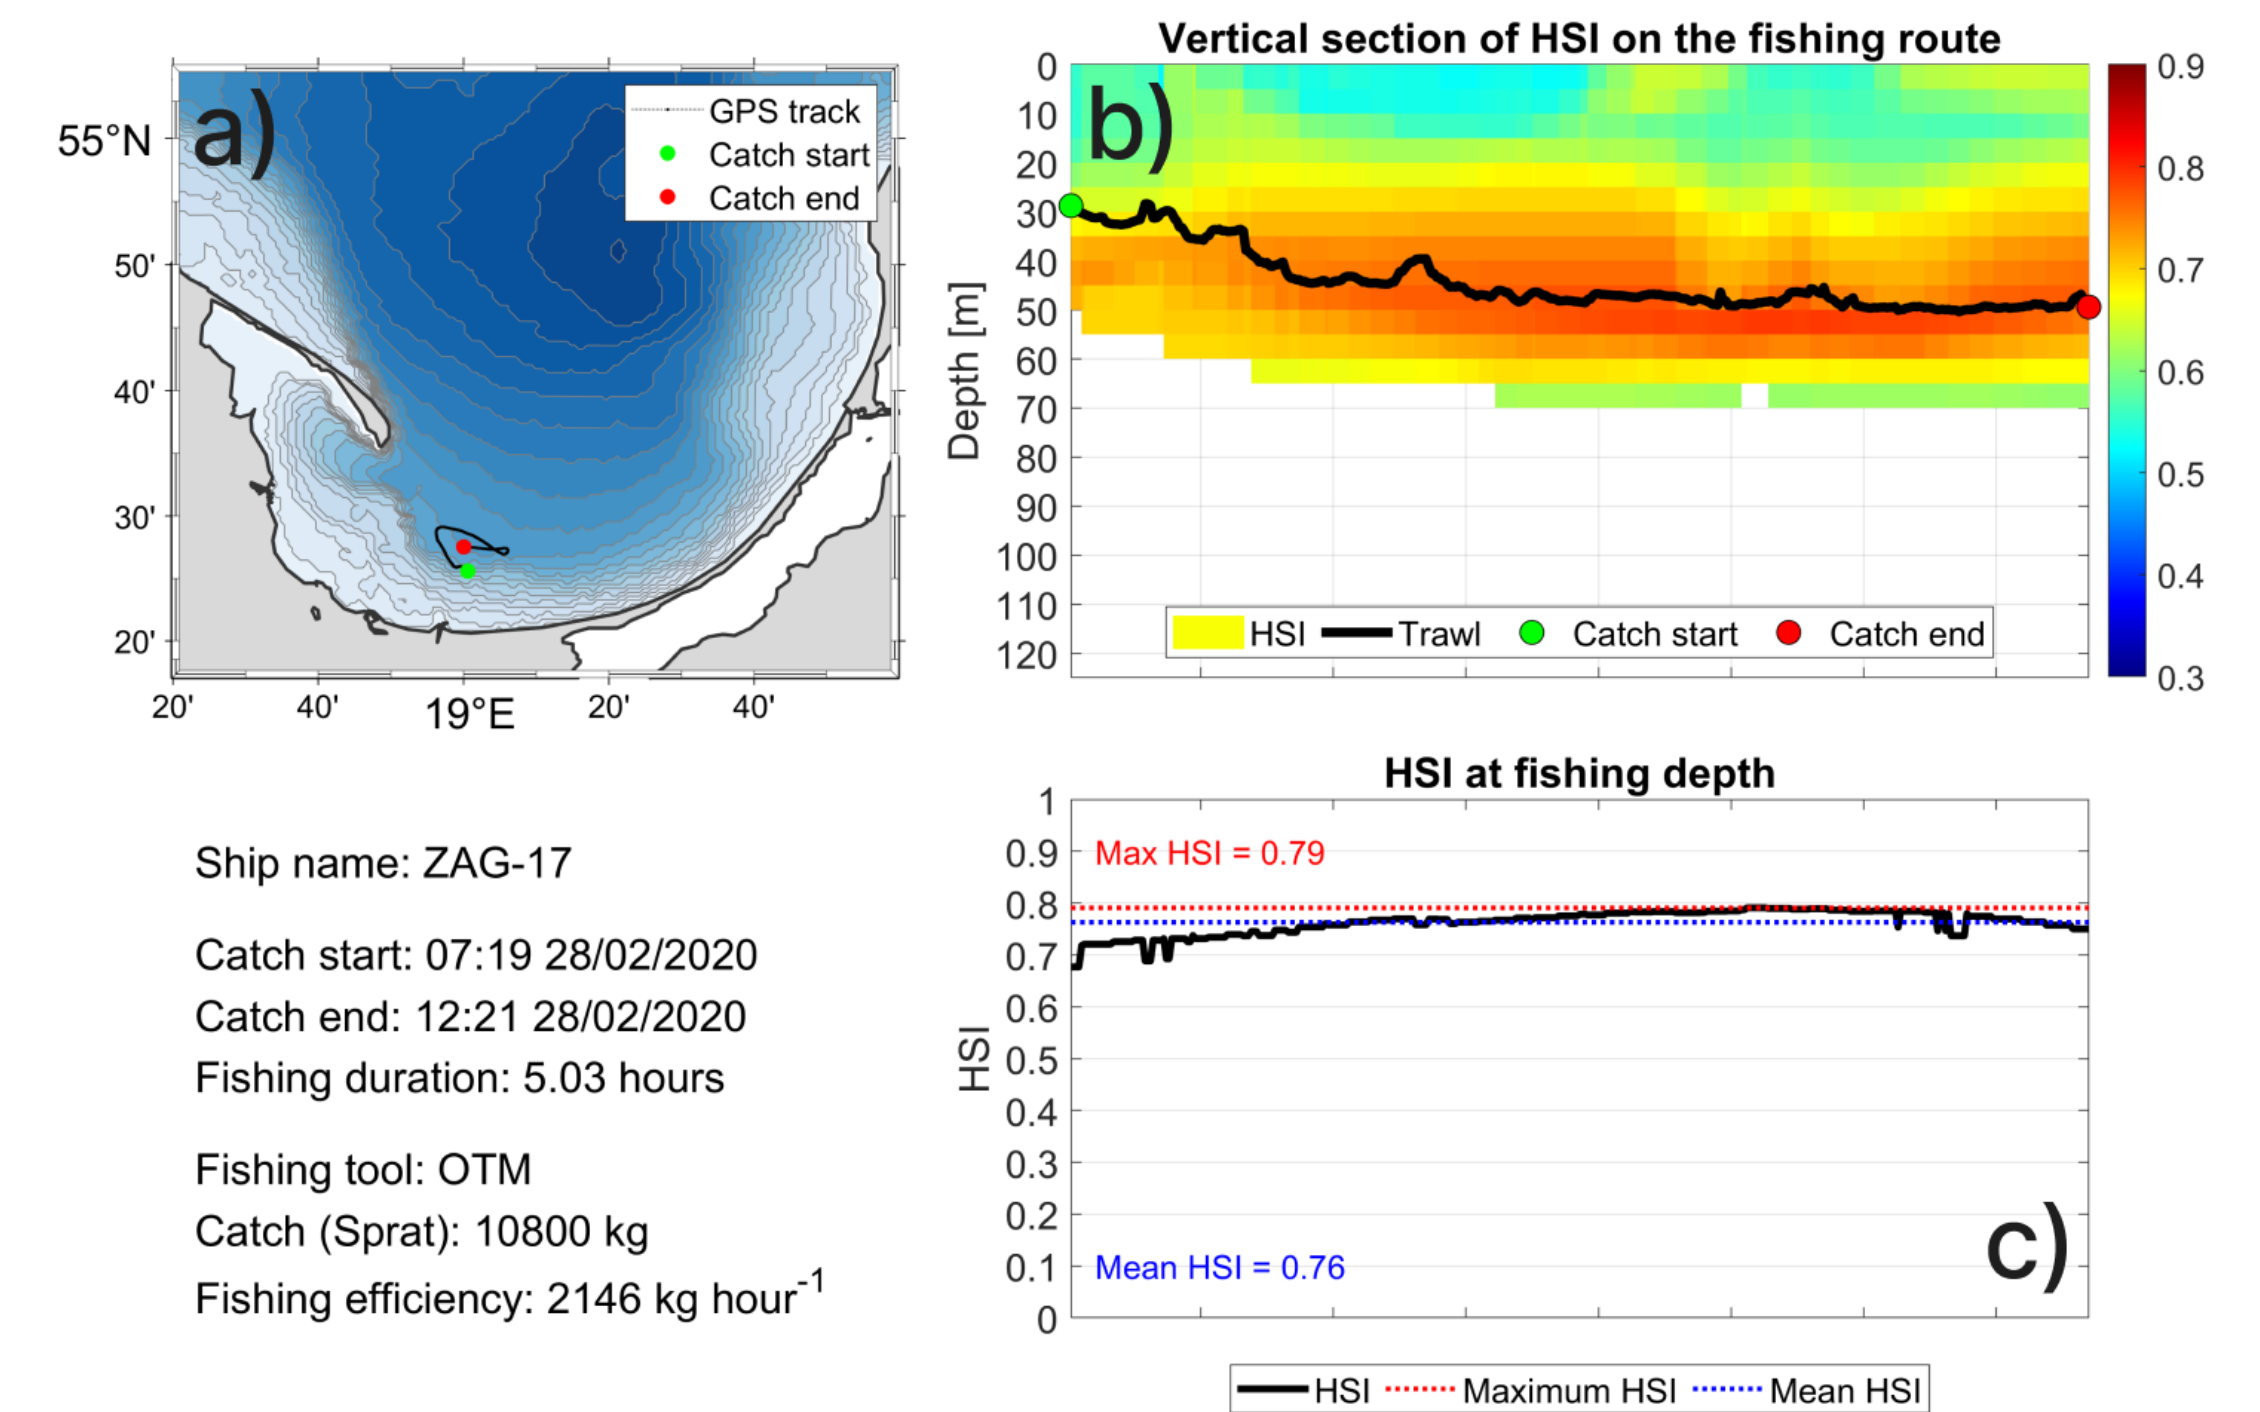 a)
GPS track
Catch start
Catch end
55°N
50'
40'
30'
20'
20'
40'
19°E
20'
40'
Vertical section of HSI on the fishing route
b)
Depth [m]
0
10
20
30
40
50
60
70
80
90
100
110
120
HSI Trawl Catch start Catch end
0.9
0.8
0.7
0.6
0.5
0.4
0.3
Ship name: ZAG-17
Catch start: 07:19 28/02/2020
Catch end: 12:21 28/02/2020
Fishing duration: 5.03 hours
Fishing tool: OTM
Catch (Sprat): 10800 kg
Fishing efficiency: 2146 kg hour⁻¹
HSI at fishing depth
HSI
1
0.9
0.8
0.7
0.6
0.5
0.4
0.3
0.2
0.1
0
Max HSI = 0.79
Mean HSI = 0.76
c)
HSI Maximum HSI Mean HSI